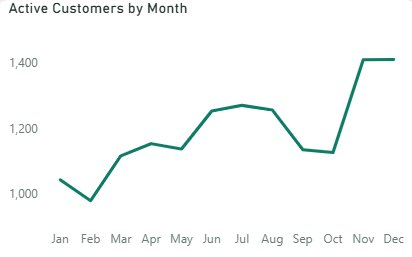 Active Customers by Month
1,400
1,200
1,000
Jan Feb Mar Apr May Jun Jul Aug Sep Oct Nov Dec